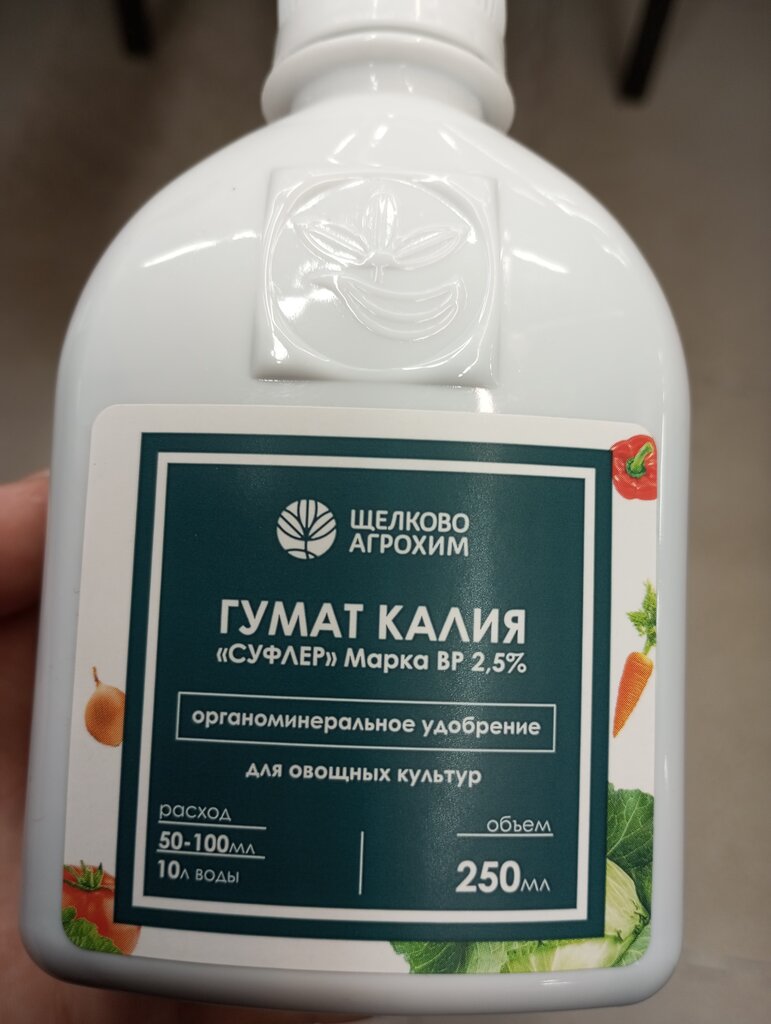 ЩЕЛКОВО
АГРОХИМ
ГУМАТ КАЛИЯ
«СУФЛЕР» Марка ВР 2,5%
органоминеральное удобрение
для овощных культур
расход
50-100мл
10л воды
объем
250мл